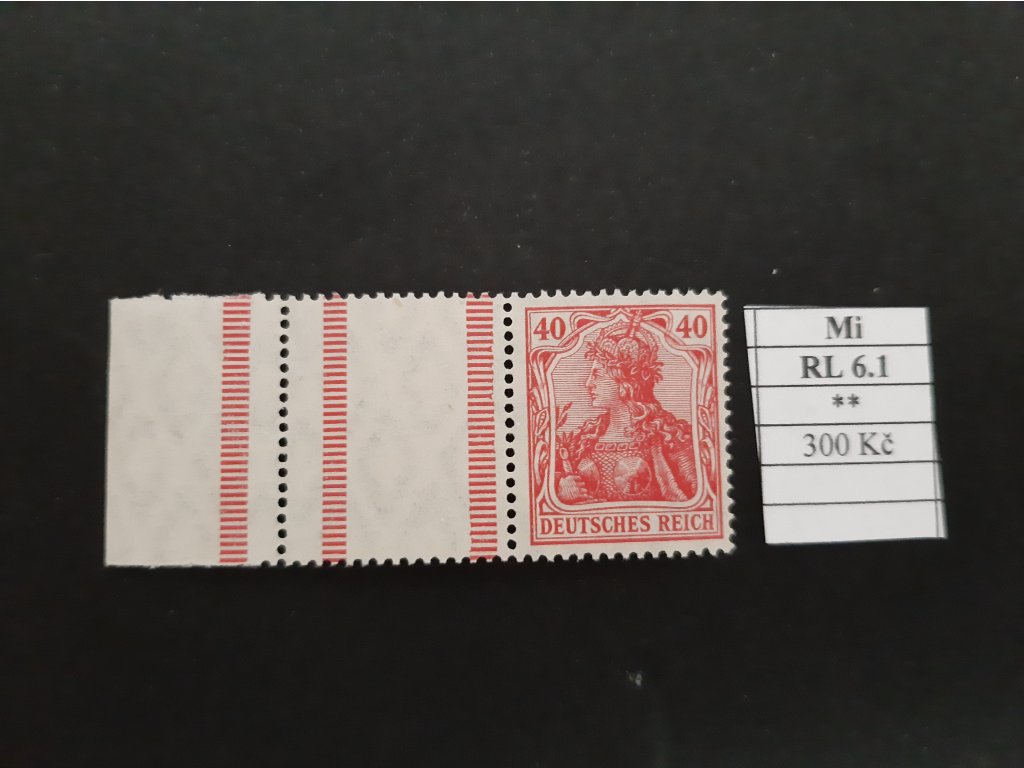 40 40
DEUTSCHES REICH
Mi
RL 6.1
**
300 Kč